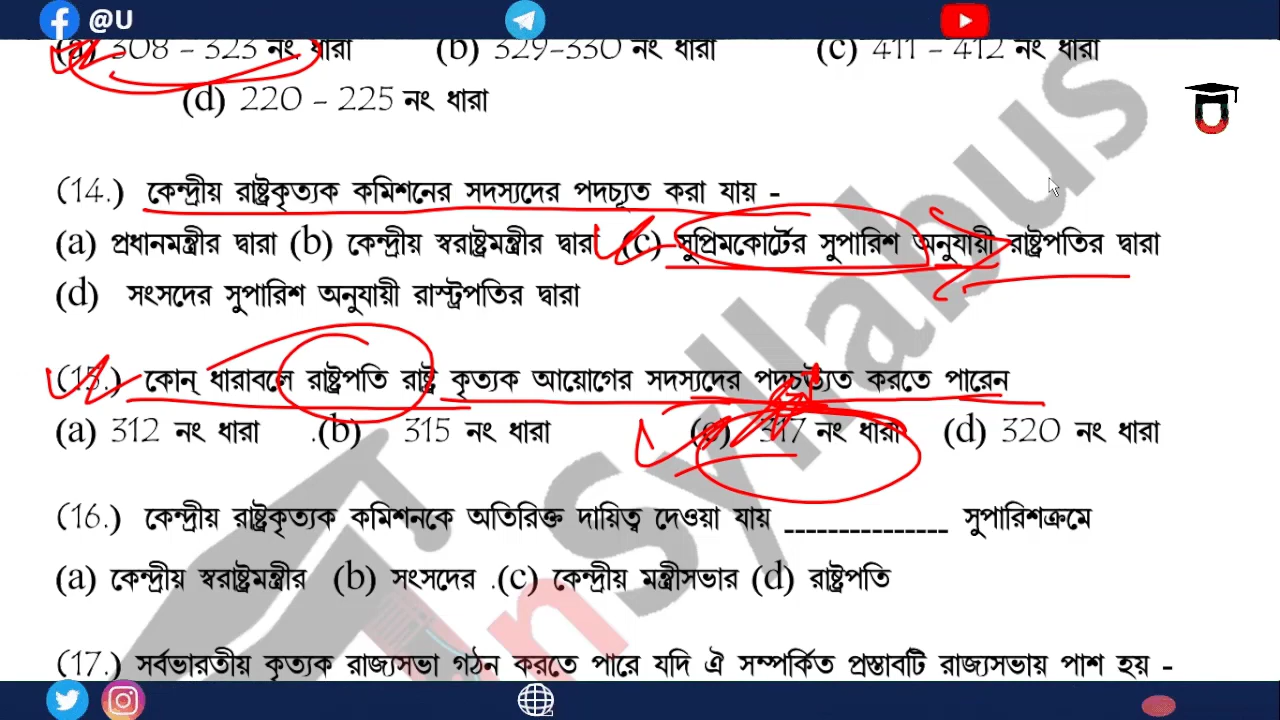 @U
(a) 308 – 323 নং ধারা (b) 329–330 নং ধারা (c) 411 – 412 নং ধারা
(d) 220 – 225 নং ধারা
(14.) কেন্দ্রীয় রাষ্ট্রকৃত্যক কমিশনের সদস্যদের পদচ্যূত করা যায় -
(a) প্রধানমন্ত্রীর দ্বারা (b) কেন্দ্রীয় স্বরাষ্ট্রমন্ত্রীর দ্বারা (c) সুপ্রিমকোর্টের সুপারিশ অনুযায়ী রাষ্ট্রপতির দ্বারা
(d) সংসদের সুপারিশ অনুযায়ী রাস্ট্রপতির দ্বারা
(15.) কোন্ ধারাবলে রাষ্ট্রপতি রাষ্ট্র কৃত্যক আয়োগের সদস্যদের করতে পারেন
(a) 312 নং ধারা .(b) 315 নং ধারা (c) 317 নং ধারা (d) 320 নং ধারা
(16.) কেন্দ্রীয় রাষ্ট্রকৃত্যক কমিশনকে অতিরিক্ত দায়িত্ব দেওয়া যায় _______________ সুপারিশক্রমে
(a) কেন্দ্রীয় স্বরাষ্ট্রমন্ত্রীর (b) সংসদের .(c) কেন্দ্রীয় মন্ত্রীসভার (d) রাষ্ট্রপতি
(17.) সর্বভারতীয় কৃত্যক রাজ্যসভা গঠন করতে পারে যদি ঐ সম্পর্কিত প্রস্তাবটি রাজ্যসভায় পাশ হয় -
inSyllabus